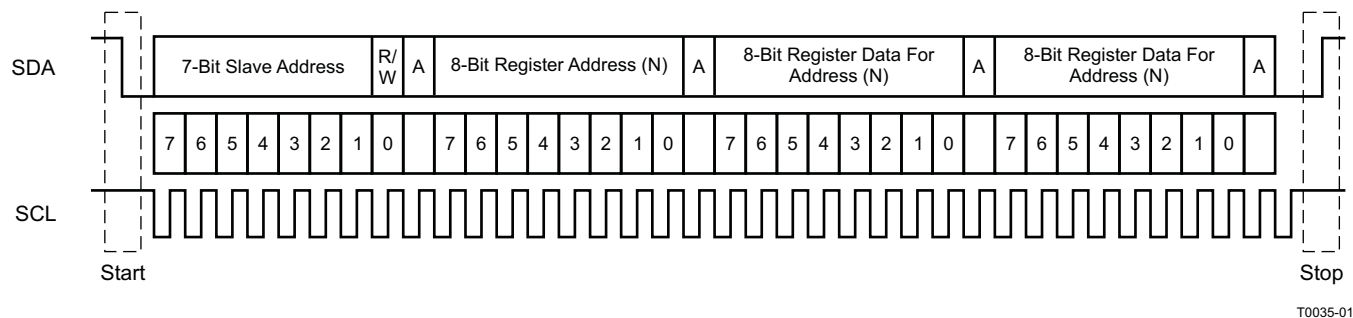 SDA
7-Bit Slave Address
R/
W
A
8-Bit Register Address (N)
A
8-Bit Register Data For
Address (N)
A
8-Bit Register Data For
Address (N)
A
7 6 5 4 3 2 1 0 7 6 5 4 3 2 1 0 7 6 5 4 3 2 1 0 7 6 5 4 3 2 1 0
SCL
Start
Stop
T0035-01